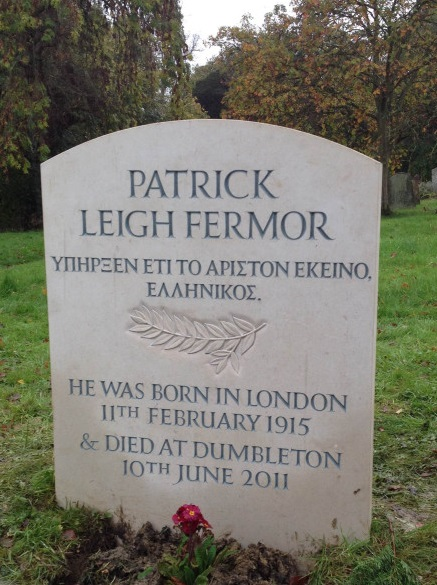 PATRICK
LEIGH FERMOR
ΥΠΗΡΞΕΝ ΕΤΙ ΤΟ ΑΡΙΣΤΟΝ ΕΚΕΙΝΟ,
ΕΛΛΗΝΙΚΟΣ.
HE WAS BORN IN LONDON
11TH FEBRUARY 1915
& DIED AT DUMBLETON
10TH JUNE 2011